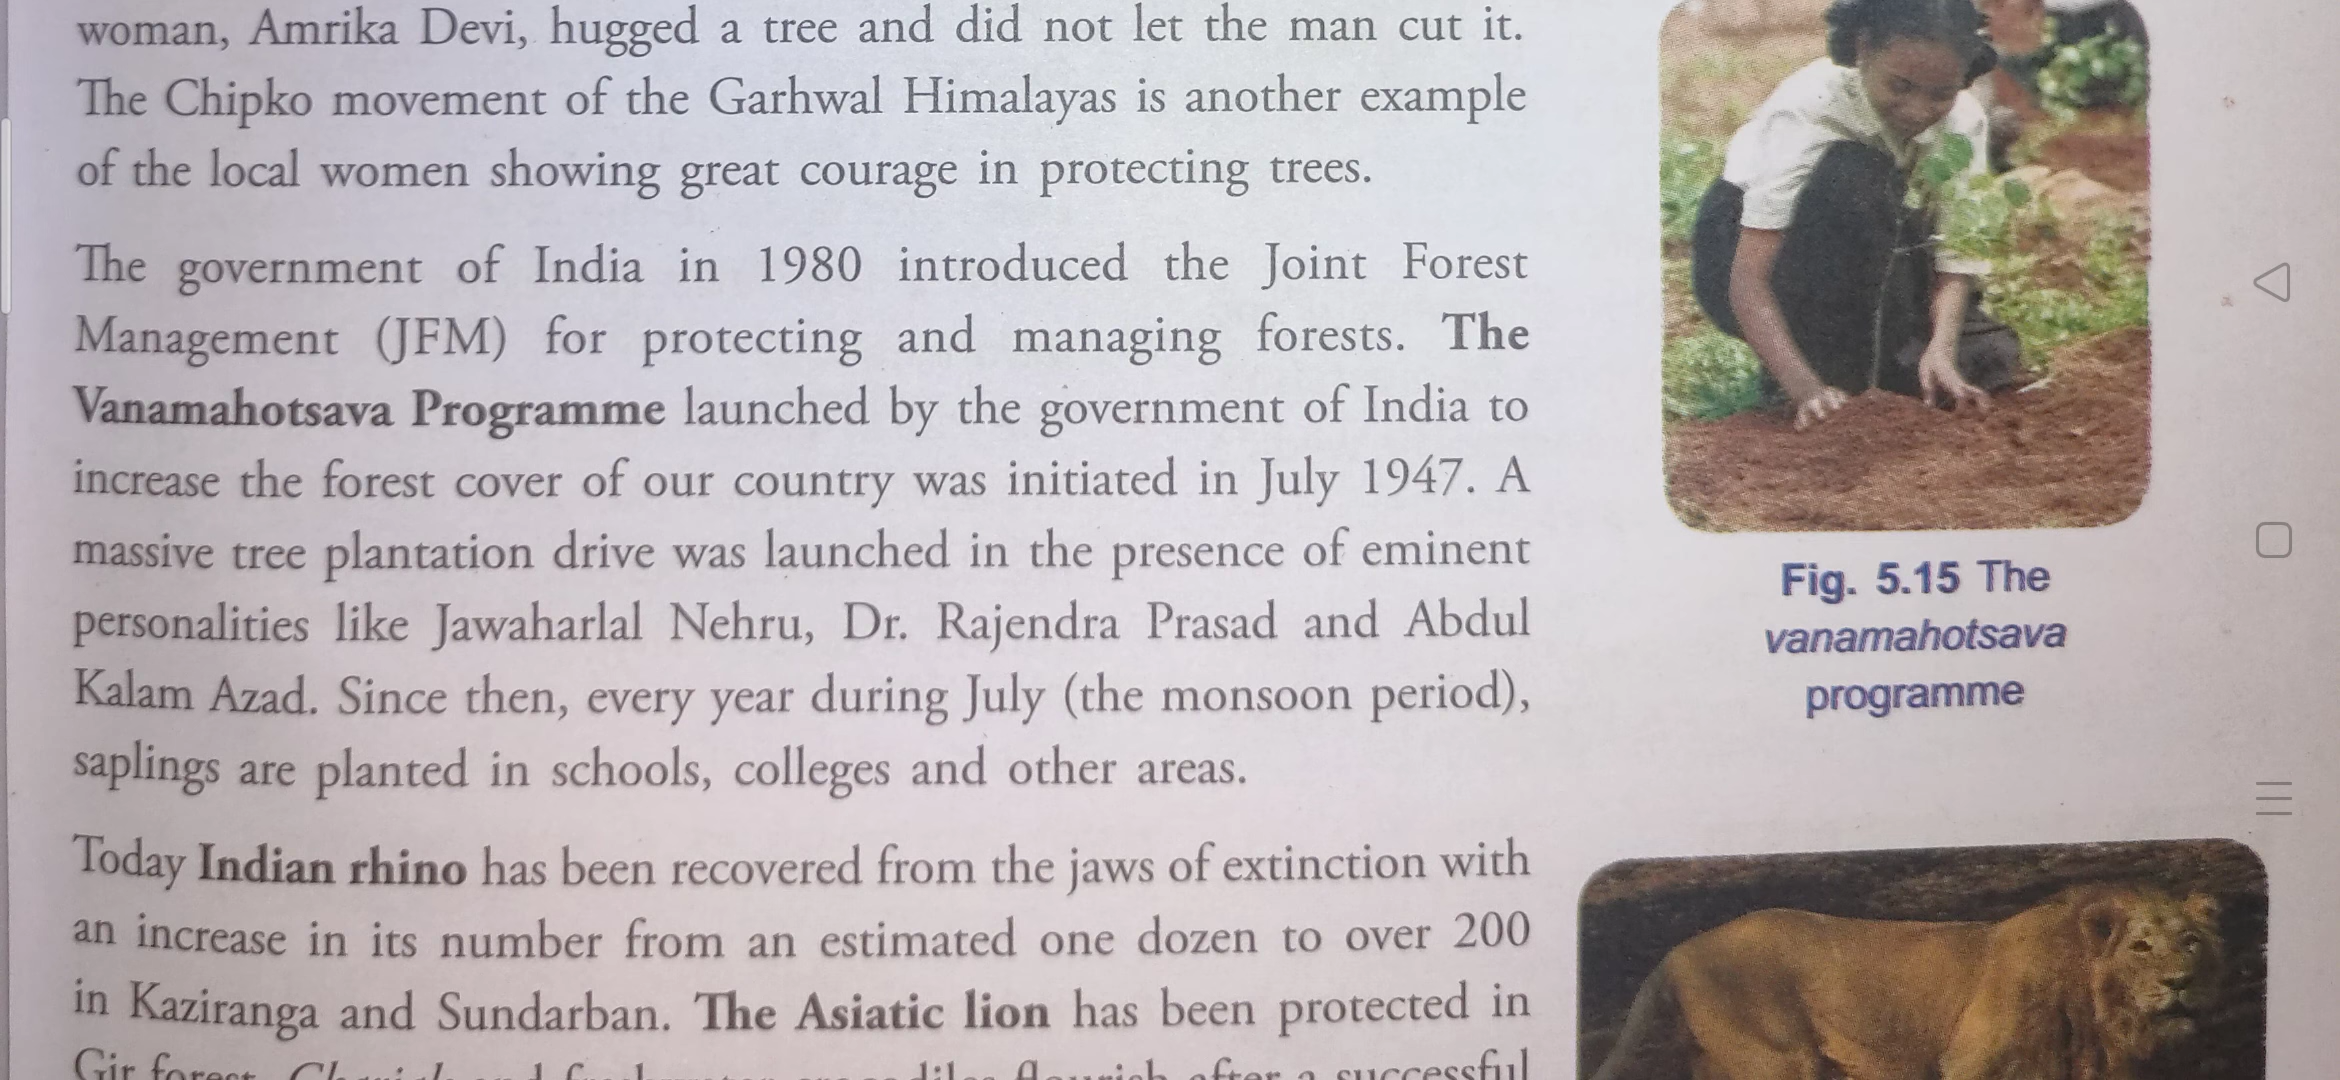 woman, Amrika Devi, hugged a tree and did not let the man cut it.
The Chipko movement of the Garhwal Himalayas is another example
of the local women showing great courage in protecting trees.
The government of India in 1980 introduced the Joint Forest
Management (JFM) for protecting and managing forests. The
Vanamahotsava Programme launched by the government of India to
increase the forest cover of our country was initiated in July 1947. A
massive tree plantation drive was launched in the presence of eminent
personalities like Jawaharlal Nehru, Dr. Rajendra Prasad and Abdul
Kalam Azad. Since then, every year during July (the monsoon period),
saplings are planted in schools, colleges and other areas.
Today Indian rhino has been recovered from the jaws of extinction with
an increase in its number from an estimated one dozen to over 200
in Kaziranga and Sundarban. The Asiatic lion has been protected in
Gir forest. after a successful
Fig. 5.15 The
vanamahotsava
programme